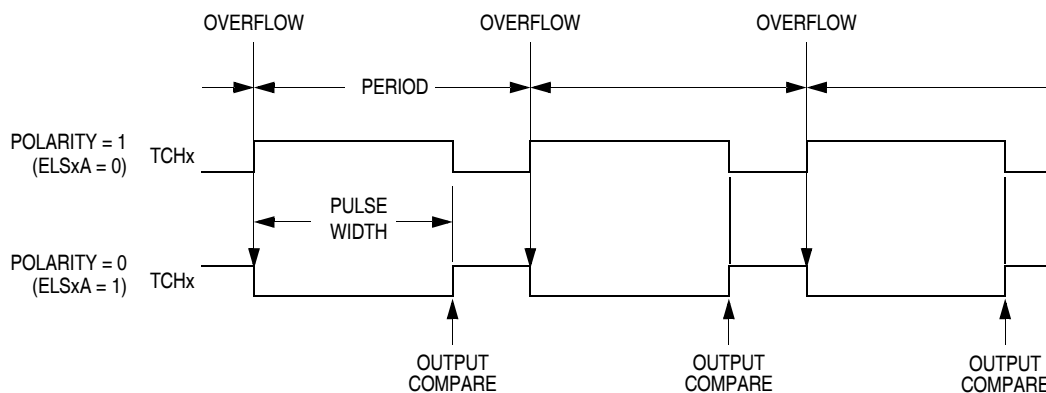 OVERFLOW
OVERFLOW
OVERFLOW
PERIOD
POLARITY = 1
(ELSxA = 0)
TCHx
PULSE
WIDTH
POLARITY = 0
(ELSxA = 1)
TCHx
OUTPUT
COMPARE
OUTPUT
COMPARE
OUTPUT
COMPARE